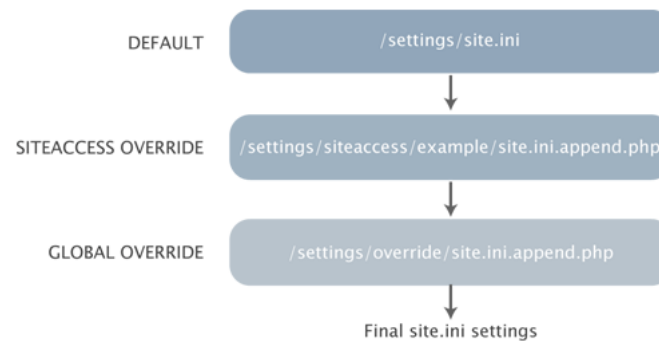 DEFAULT
/settings/site.ini
SITEACCESS OVERRIDE
/settings/siteaccess/example/site.ini.append.php
GLOBAL OVERRIDE
/settings/override/site.ini.append.php
Final site.ini settings